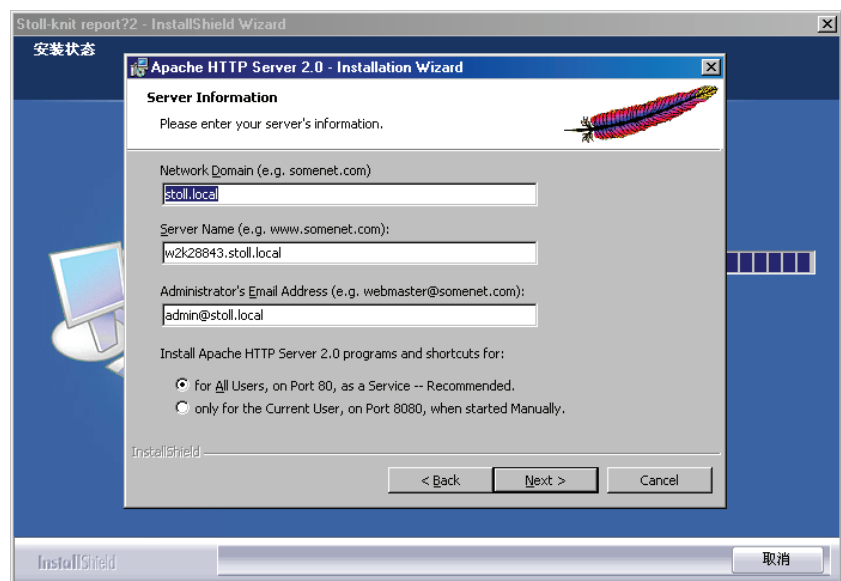 Stoll-knit report?2 - InstallShield Wizard
安装状态
Apache HTTP Server 2.0 - Installation Wizard
Server Information
Please enter your server's information.
Network Domain (e.g. somenet.com)
stoll.local
Server Name (e.g. www.somenet.com):
w2k28843.stoll.local
Administrator's Email Address (e.g. webmaster@somenet.com):
admin@stoll.local
Install Apache HTTP Server 2.0 programs and shortcuts for:
for All Users, on Port 80, as a Service -- Recommended.
only for the Current User, on Port 8080, when started Manually.
InstallShield
< Back Next > Cancel
InstallShield
取消